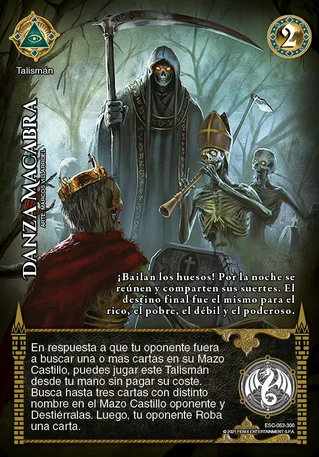 2
Talismán
DANZA MACABRA
¡Bailan los huesos! Por la noche se
reúnen y comparten sus suertes. El
destino final fue el mismo para el
rico, el pobre, el débil y el poderoso.
En respuesta a que tu oponente fuera
a buscar una o mas cartas en su Mazo
Castillo, puedes jugar este Talismán
desde tu mano sin pagar su coste.
Busca hasta tres cartas con distinto
nombre en el Mazo Castillo oponente y
Destiérralas. Luego, tu oponente Roba
una carta.
ESC-053-300
© 2021 FENIX ENTERTAINMENT S.P.A.